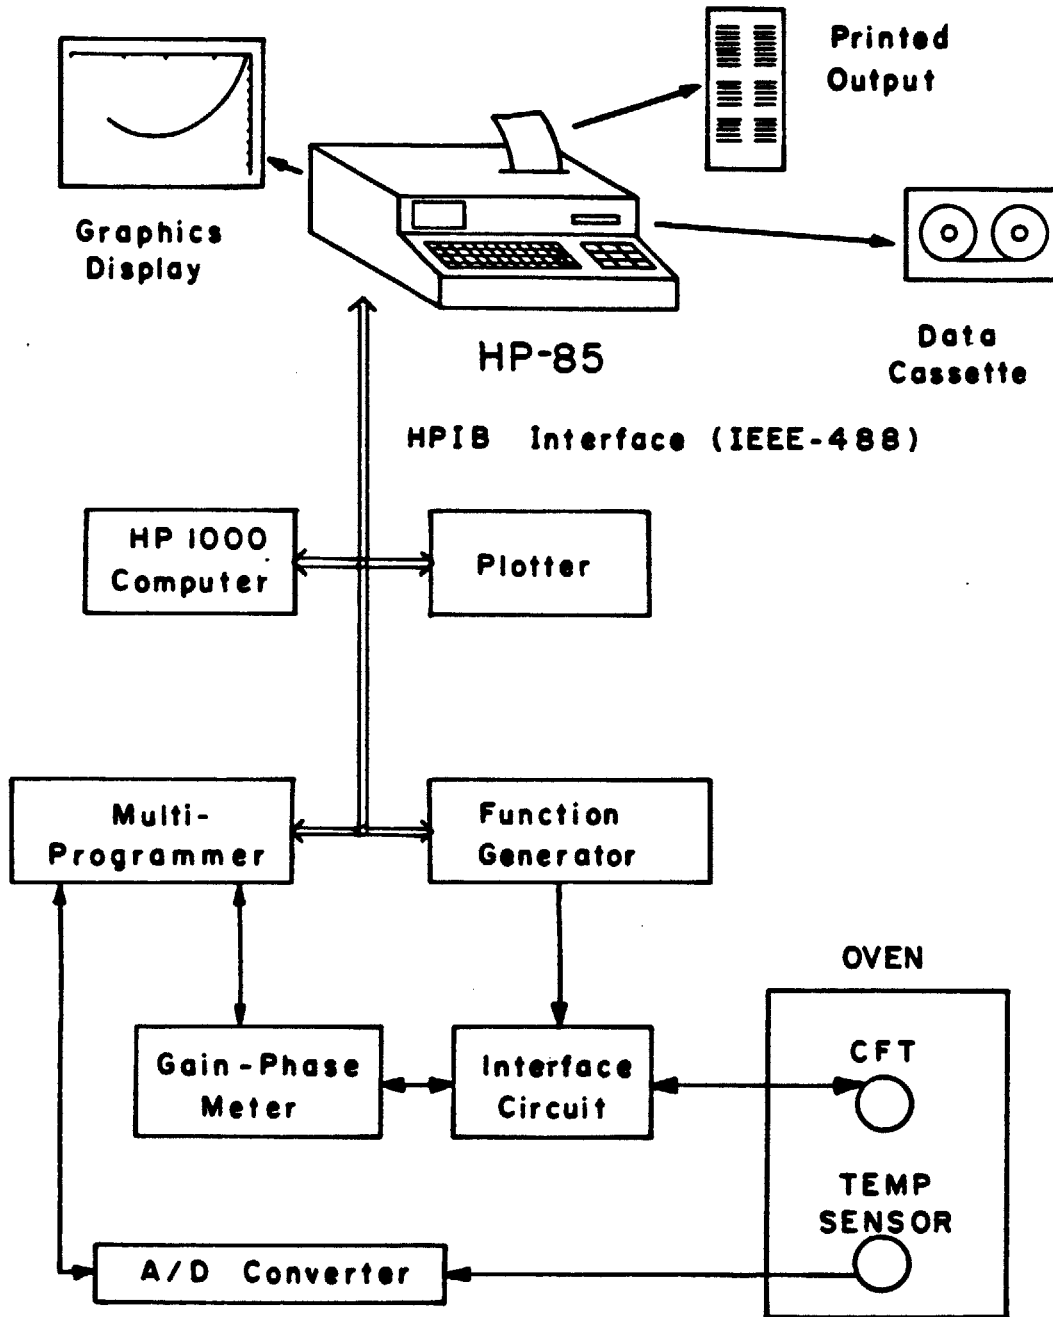 Printed
Output
Graphics
Display
HP-85
Data
Cassette
HPIB Interface (IEEE-488)
HP 1000
Computer
Plotter
Multi-
Programmer
Function
Generator
OVEN
Gain-Phase
Meter
Interface
Circuit
CFT
TEMP
SENSOR
A/D Converter